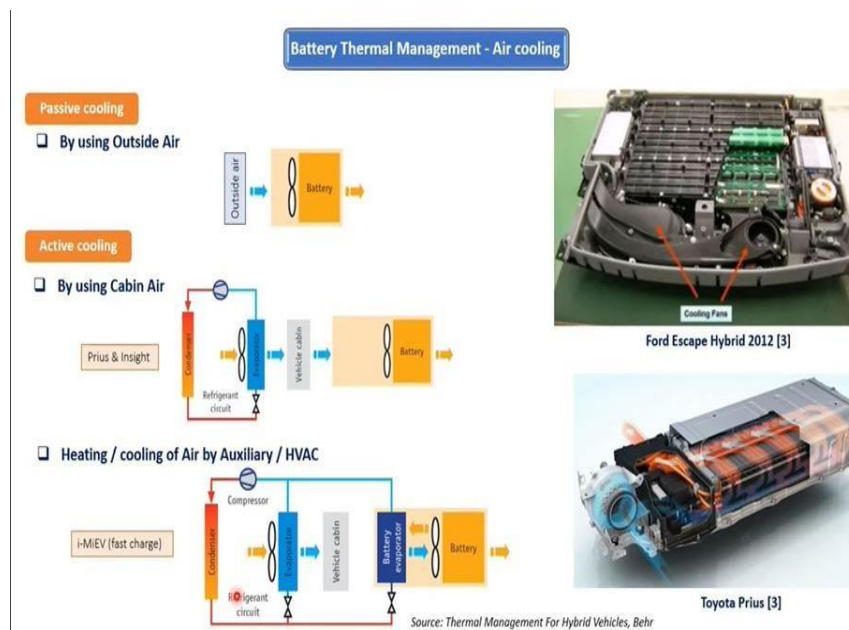 Battery Thermal Management - Air cooling
Passive cooling
❑ By using Outside Air
Outside air
Battery
Active cooling
❑ By using Cabin Air
Prius & Insight
Condenser
Evaporator
Vehicle cabin
Battery
Refrigerant
circuit
❑ Heating / cooling of Air by Auxiliary / HVAC
Compressor
i-MiEV (fast charge)
Condenser
Evaporator
Vehicle cabin
Battery
evaporator
Battery
Refrigerant
circuit
Source: Thermal Management For Hybrid Vehicles, Behr
Cooling Fans
Ford Escape Hybrid 2012 [3]
Toyota Prius [3]